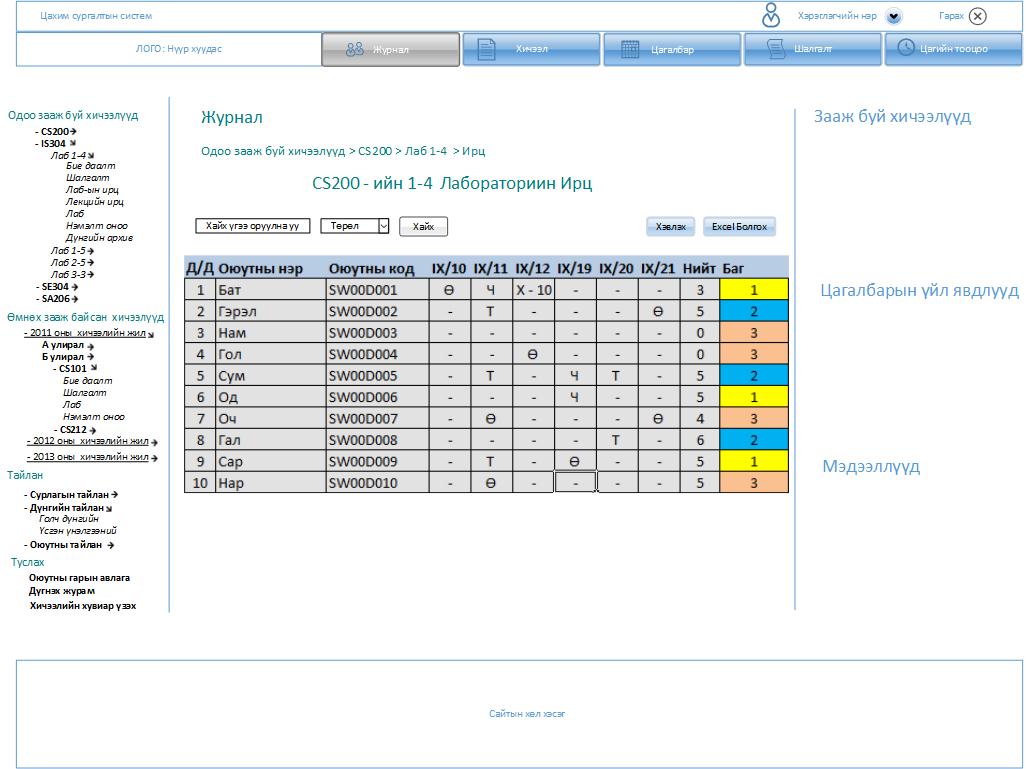 Цахим сургалтын систем
Хэрэглэгчийн нэр
Гарах
ЛОГО: Нүүр хуудас
Журнал
Хичээл
Цагалбар
Шалгалт
Цагийн тооцоо
Одоо зааж буй хичээлүүд
- CS200
- IS304
Лаб 1-4
Бие даалт
Шалгалт
Лаб-ын ирц
Лекцийн ирц
Лаб
Нэмэлт оноо
Дүнгийн архив
Лаб 1-5
Лаб 2-5
Лаб 3-3
- SE304
- SA206
Өмнөх зааж байсан хичээлүүд
- 2011 оны хичээлийн жил
А улирал
Б улирал
- CS101
Бие даалт
Шалгалт
Лаб
Нэмэлт оноо
- CS212
- 2012 оны хичээлийн жил
- 2013 оны хичээлийн жил
Тайлан
- Сурлагын тайлан
- Дүнгийн тайлан
Голч дүнгийн
Үсгэн үнэлгээний
- Оюутны тайлан
Туслах
Оюутны гарын авлага
Дүгнэх журам
Хичээлийн хувиар үзэх
Журнал
Одоо зааж буй хичээлүүд > CS200 > Лаб 1-4 > Ирц
CS200 - ийн 1-4 Лабораториин Ирц
Хайх үгээ оруулна уу
Төрөл
Хайх
Хэвлэх
Excel Болгох
Д/Д Оюутны нэр Оюутны код IX/10 IX/11 IX/12 IX/19 IX/20 IX/21 Нийт Баг
1 Бат SW00D001 Ө Ч Х - 10 - - - 3 1
2 Гэрэл SW00D002 - Т - - - Ө 5 2
3 Нам SW00D003 - - - - - - 0 3
4 Гол SW00D004 - - Ө - - - 0 3
5 Сум SW00D005 - Т - Ч Т - 5 2
6 Од SW00D006 - - - Ч - - 5 1
7 Оч SW00D007 - Ө - - - Ө 4 3
8 Гал SW00D008 - - - - Т - 6 2
9 Сар SW00D009 - Т - Ө - - 5 1
10 Нар SW00D010 - Ө - - - - 5 3
Зааж буй хичээлүүд
Цагалбарын үйл явдлууд
Мэдээллүүд
Сайтын хөл хэсэг